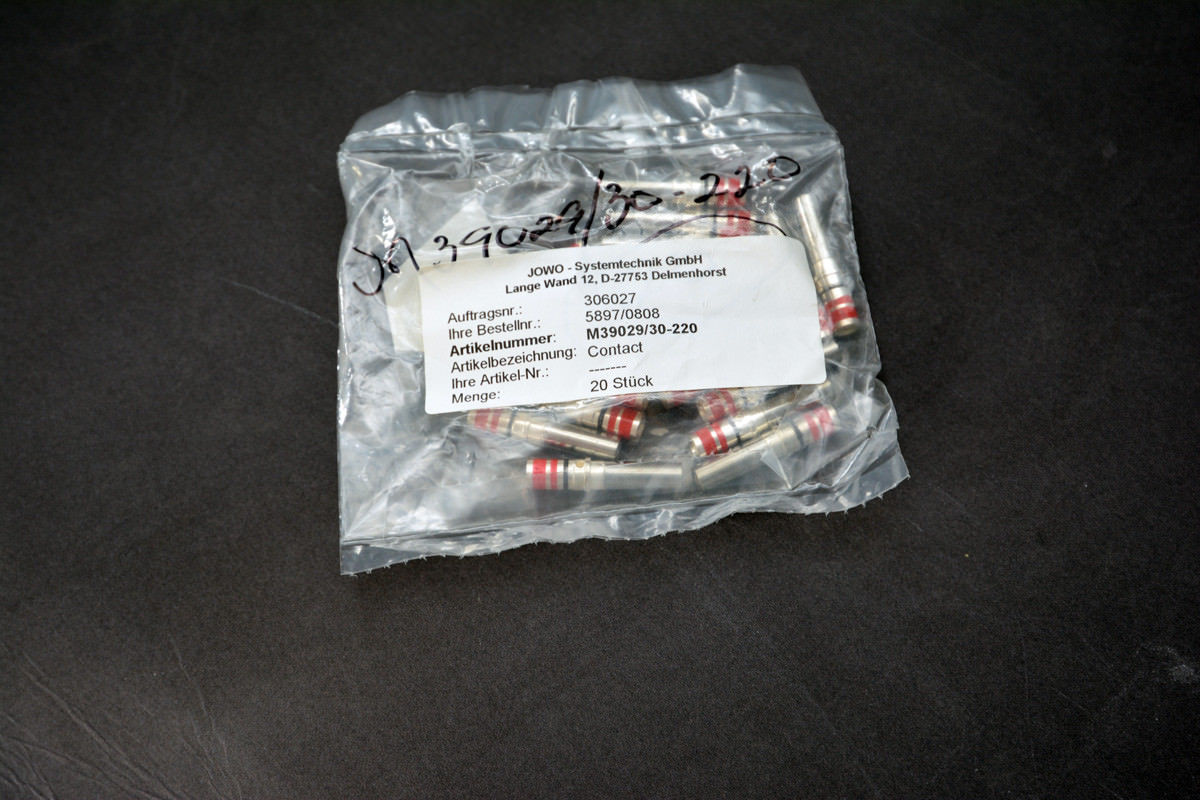 M39029/30-220
JOWO - Systemtechnik GmbH
Lange Wand 12, D-27753 Delmenhorst
Auftragsnr.: 306027
Ihre Bestellnr.: 5897/0808
Artikelnummer: M39029/30-220
Artikelbezeichnung: Contact
Ihre Artikel-Nr.: -------
Menge: 20 Stück